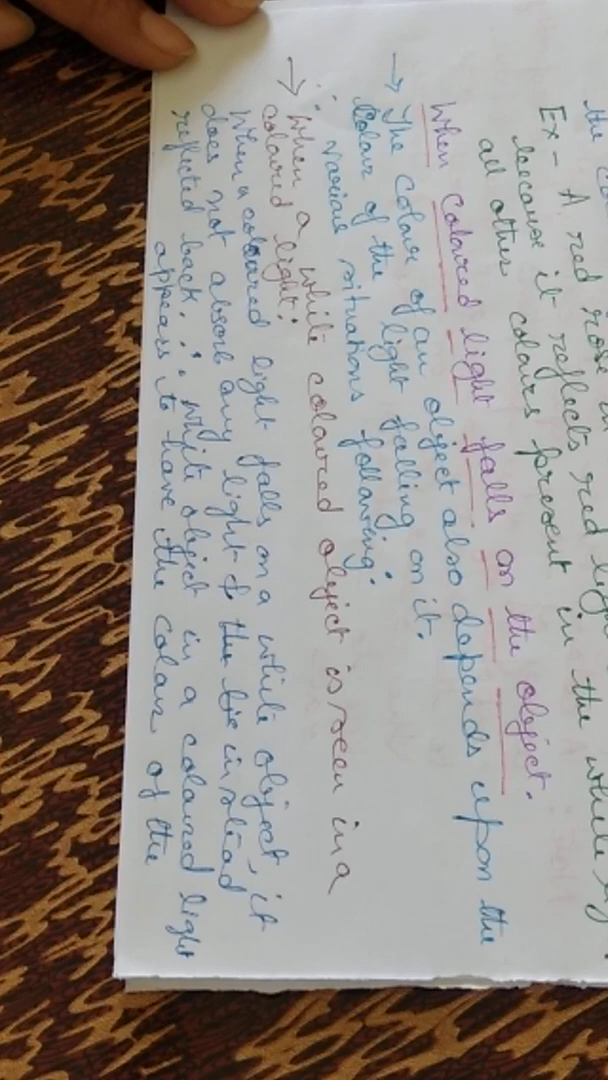 the
Ex - A red rose
because it reflects red
all other colours present in the white
When coloured light falls on the object.
→ The colour of an object also depends upon the
colour of the light falling on it.
∴ various situations following:
→ When a white coloured object is seen in a
coloured light:
When a coloured light falls on a white object, it
does not absorb any light & the instead
reflected back. ∴ white object in a coloured light
appears to have the colour of the